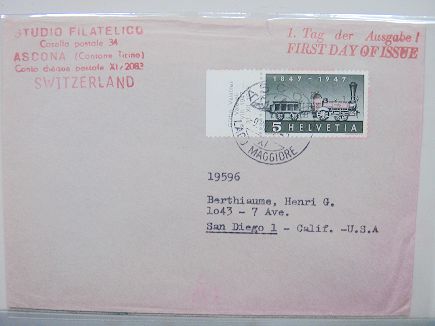 STUDIO FILATELICO
Casella postale 34
ASCONA (Cantone Ticino)
Conto chèques postale XI/2083
SWITZERLAND
1. Tag der Ausgabe!
FIRST DAY OF ISSUE
1847 - 1947
5 HELVETIA
LAGO MAGGIORE
19596
Berthiaume, Henri G.
1o43 - 7 Ave.
San Diego 1 - Calif. -U.S.A